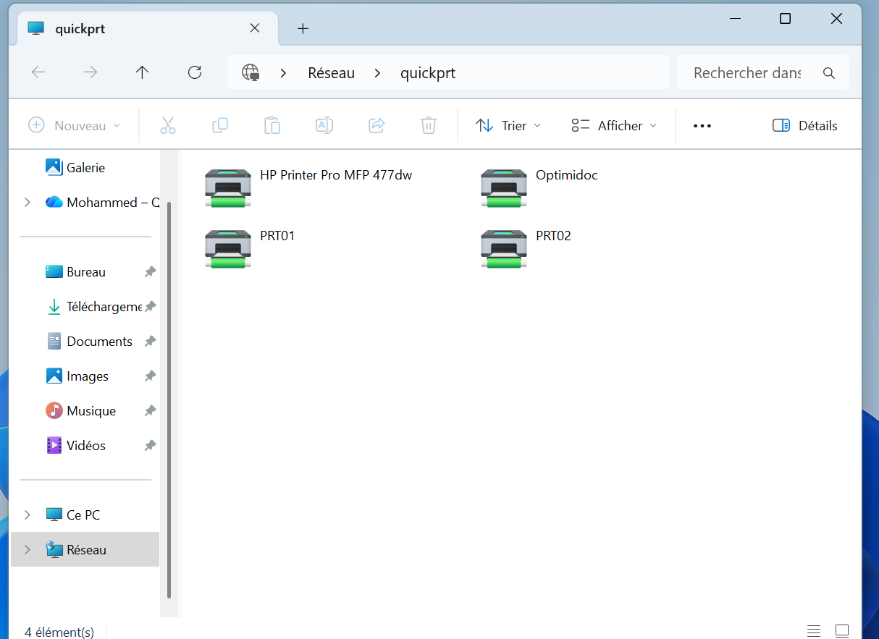 quickprt
Réseau
quickprt
Rechercher dans
Nouveau
Trier
Afficher
Détails
Galerie
Mohammed –
Bureau
Téléchargeme
Documents
Images
Musique
Vidéos
Ce PC
Réseau
HP Printer Pro MFP 477dw
Optimidoc
PRT01
PRT02
4 élément(s)